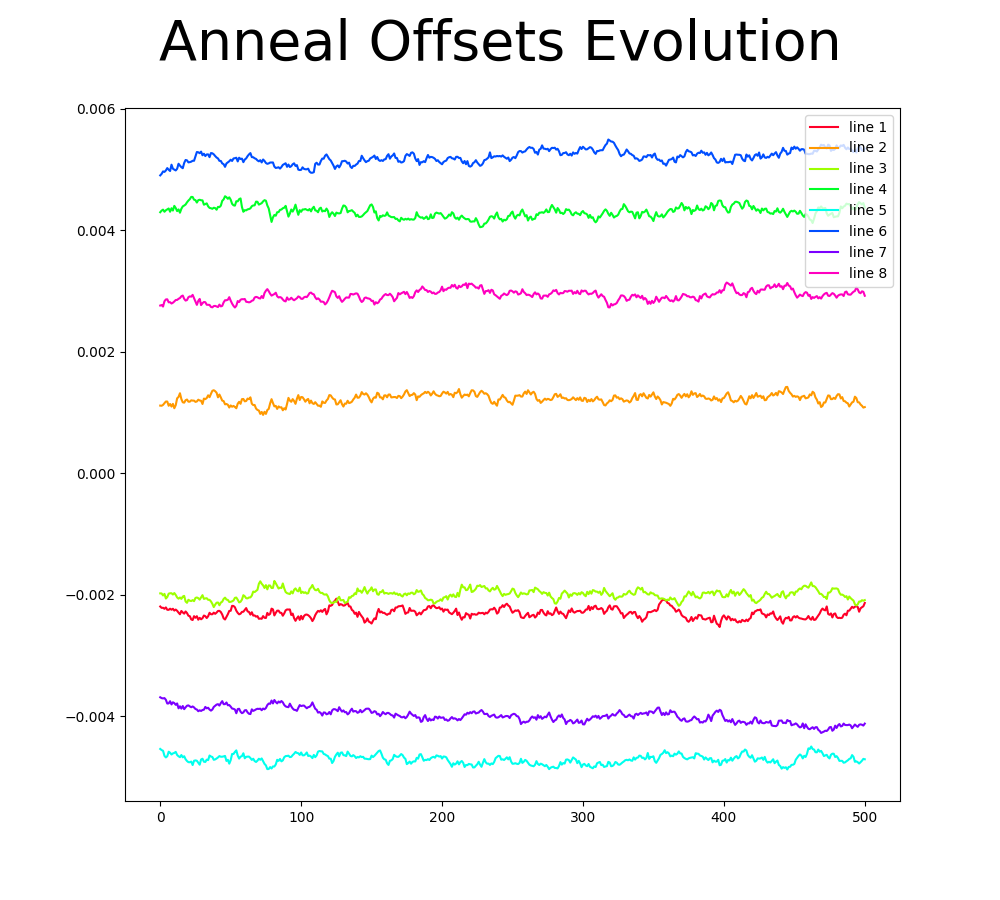 Anneal Offsets Evolution
0.006
0.004
0.002
0.000
−0.002
−0.004
0
100
200
300
400
500
line 1
line 2
line 3
line 4
line 5
line 6
line 7
line 8